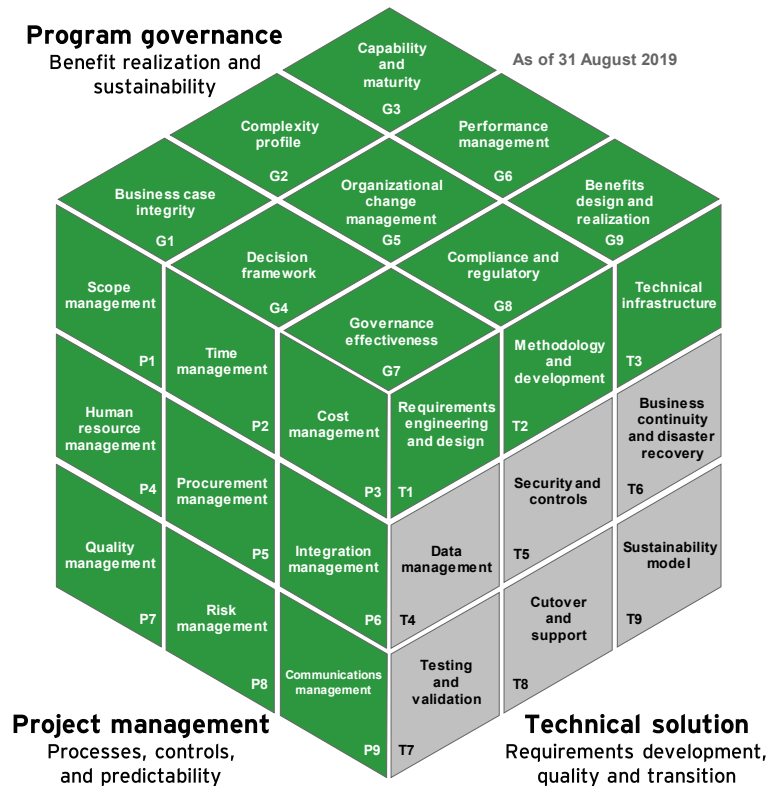 Program governance
Benefit realization and
sustainability
As of 31 August 2019
Capability
and
maturity
G3
Complexity
profile
G2
Performance
management
G6
Business case
integrity
G1
Organizational
change
management
G5
Benefits
design and
realization
G9
Decision
framework
G4
Compliance and
regulatory
G8
Governance
effectiveness
G7
Scope
management
P1
Time
management
P2
Cost
management
P3
Human
resource
management
P4
Procurement
management
P5
Integration
management
P6
Quality
management
P7
Risk
management
P8
Communications
management
P9
Requirements
engineering
and design
T1
Methodology
and
development
T2
Technical
infrastructure
T3
Data
management
T4
Security and
controls
T5
Business
continuity
and disaster
recovery
T6
Testing
and
validation
T7
Cutover
and
support
T8
Sustainability
model
T9
Project management
Processes, controls,
and predictability
Technical solution
Requirements development,
quality and transition